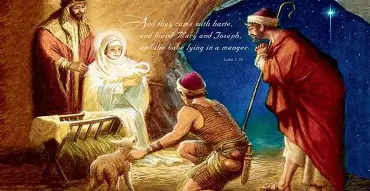 And they came with haste,
and found Mary and Joseph,
and the babe lying in a manger.
Luke 2:16